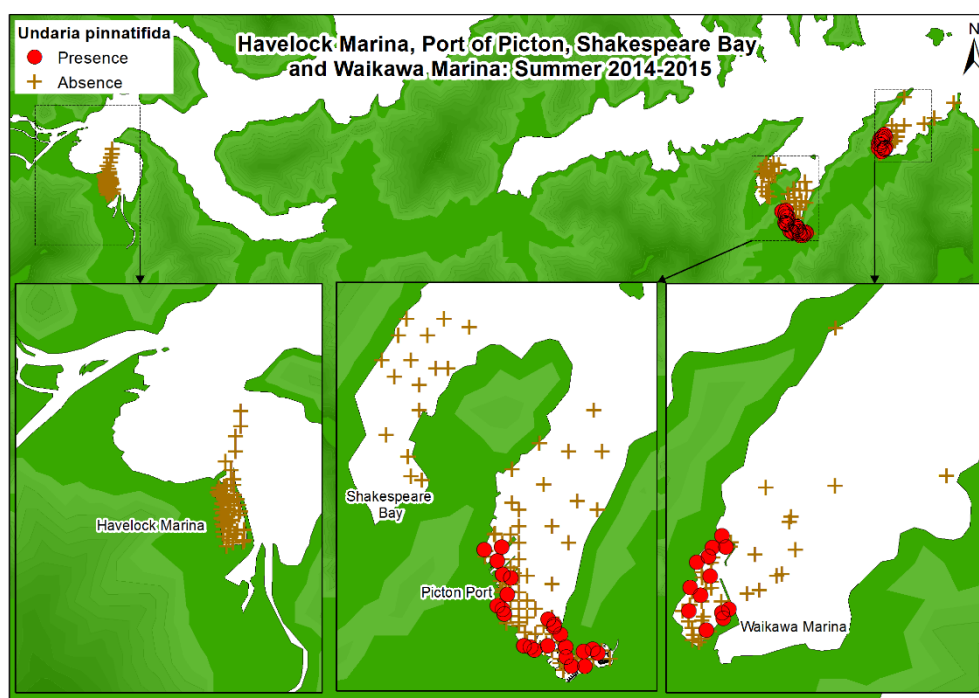 Undaria pinnatifida
Presence
Absence
Havelock Marina, Port of Picton, Shakespeare Bay
and Waikawa Marina: Summer 2014-2015
N
Havelock Marina
Shakespeare
Bay
Picton Port
Waikawa Marina